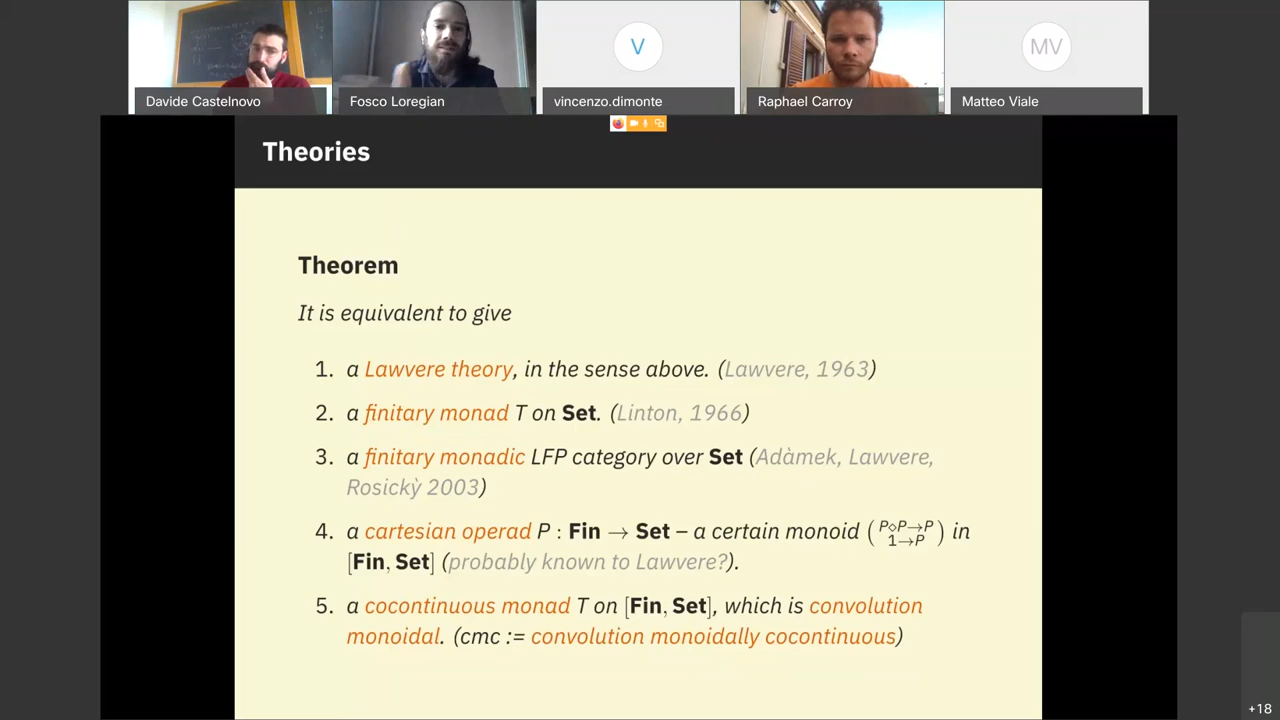 V
MV
Davide Castelnovo
Fosco Loregian
vincenzo.dimonte
Raphael Carroy
Matteo Viale
Theories
Theorem
It is equivalent to give
1. a Lawvere theory, in the sense above. (Lawvere, 1963)
2. a finitary monad T on Set. (Linton, 1966)
3. a finitary monadic LFP category over Set (Adàmek, Lawvere,
Rosickỳ 2003)
4. a cartesian operad P : Fin → Set – a certain monoid (P⋄P→P 1→P) in
[Fin, Set] (probably known to Lawvere?).
5. a cocontinuous monad T on [Fin, Set], which is convolution
monoidal. (cmc := convolution monoidally cocontinuous)
+18